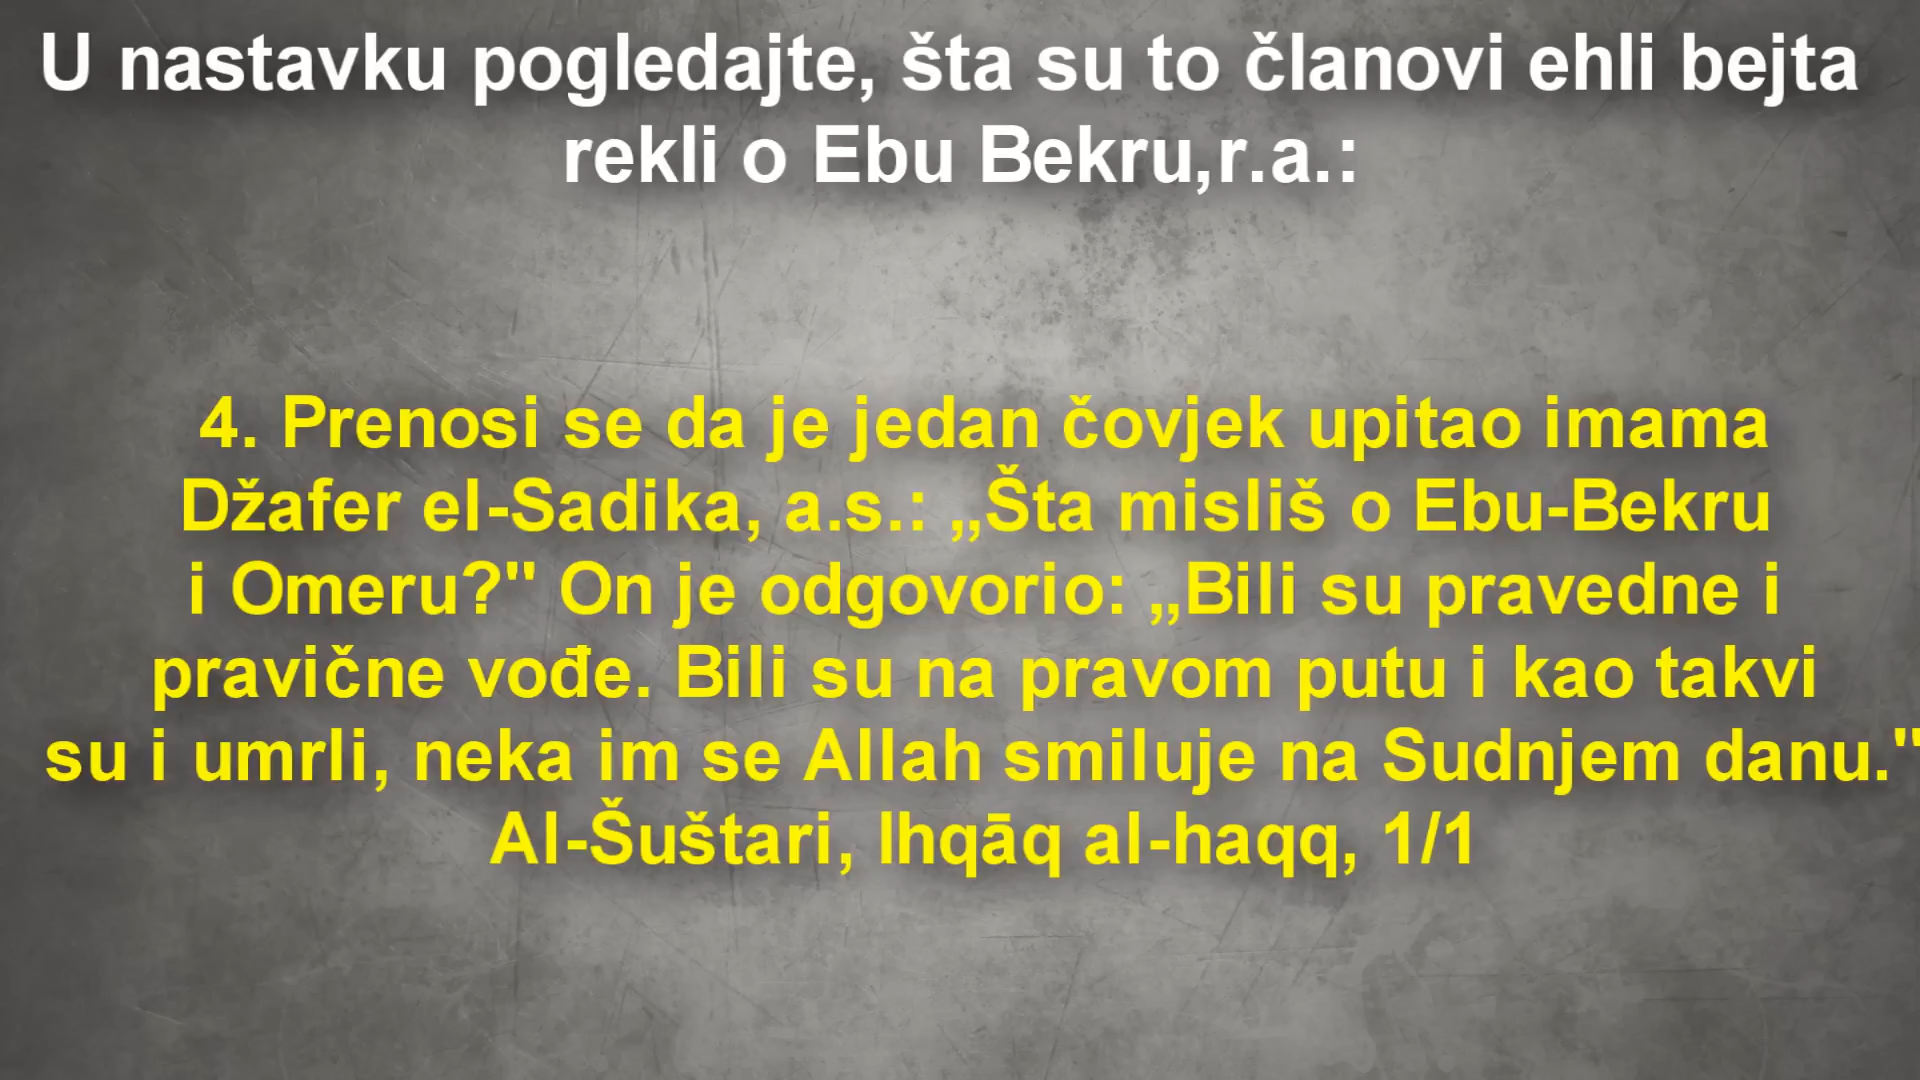 U nastavku pogledajte, šta su to članovi ehli bejta
rekli o Ebu Bekru,r.a.:
4. Prenosi se da je jedan čovjek upitao imama
Džafer el-Sadika, a.s.: „Šta misliš o Ebu-Bekru
i Omeru?" On je odgovorio: „Bili su pravedne i
pravične vođe. Bili su na pravom putu i kao takvi
su i umrli, neka im se Allah smiluje na Sudnjem danu."
Al-Šuštari, Ihqāq al-haqq, 1/1